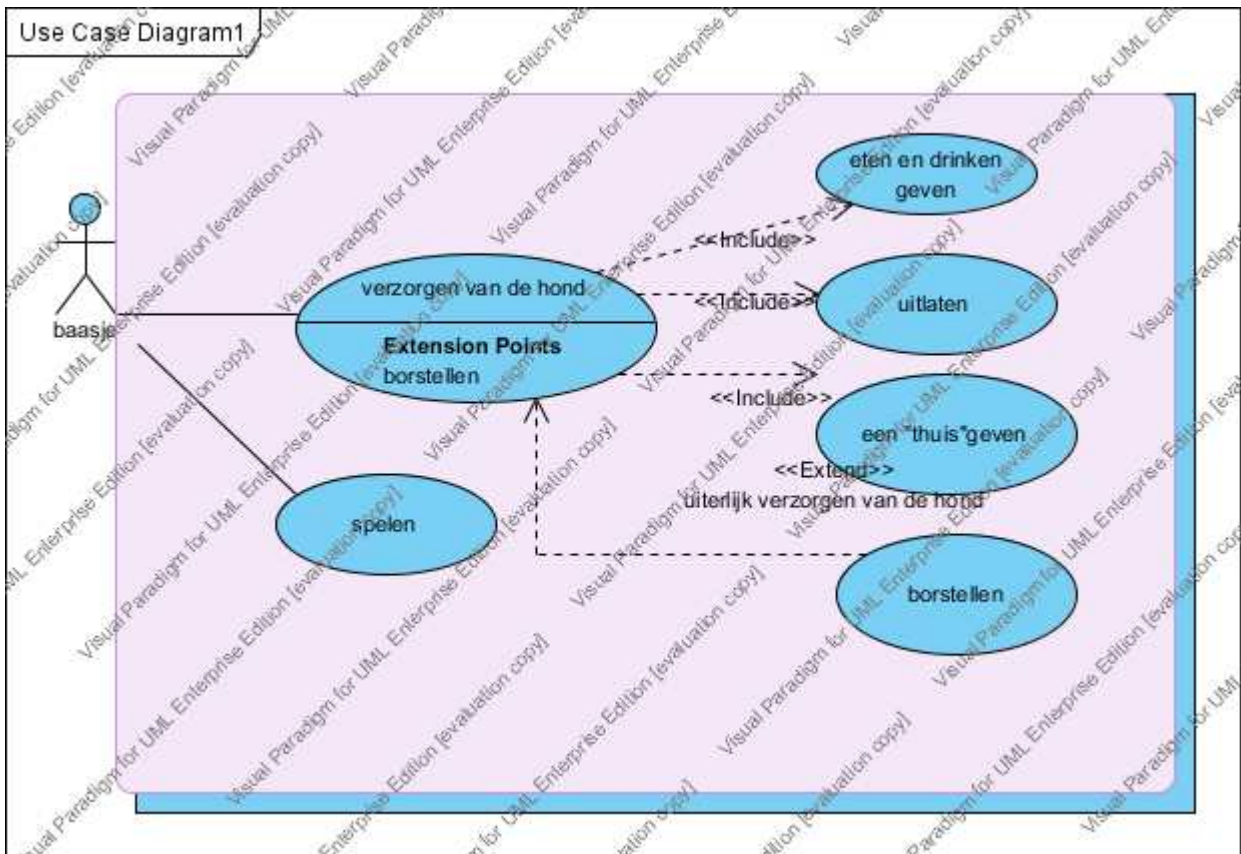 Use Case Diagram1
eten en drinken
geven
<<Include>>
verzorgen van de hond
<<Include>>
uitlaten
baasje
Extension Points
borstellen
<<Include>>
een "thuis"geven
<<Extend>>
uiterlijk verzorgen van de hond
spelen
borstellen
Visual Paradigm for UML Enterprise Edition [evaluation copy]